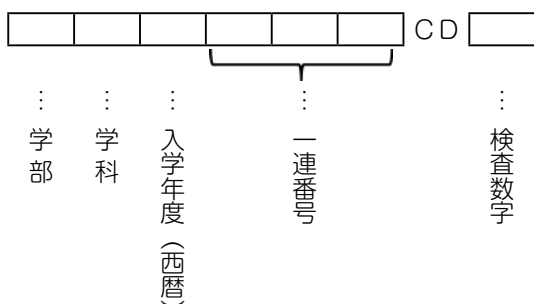 CD
…学部
…学科
…入学年度（西暦）
…一連番号
…検査数字